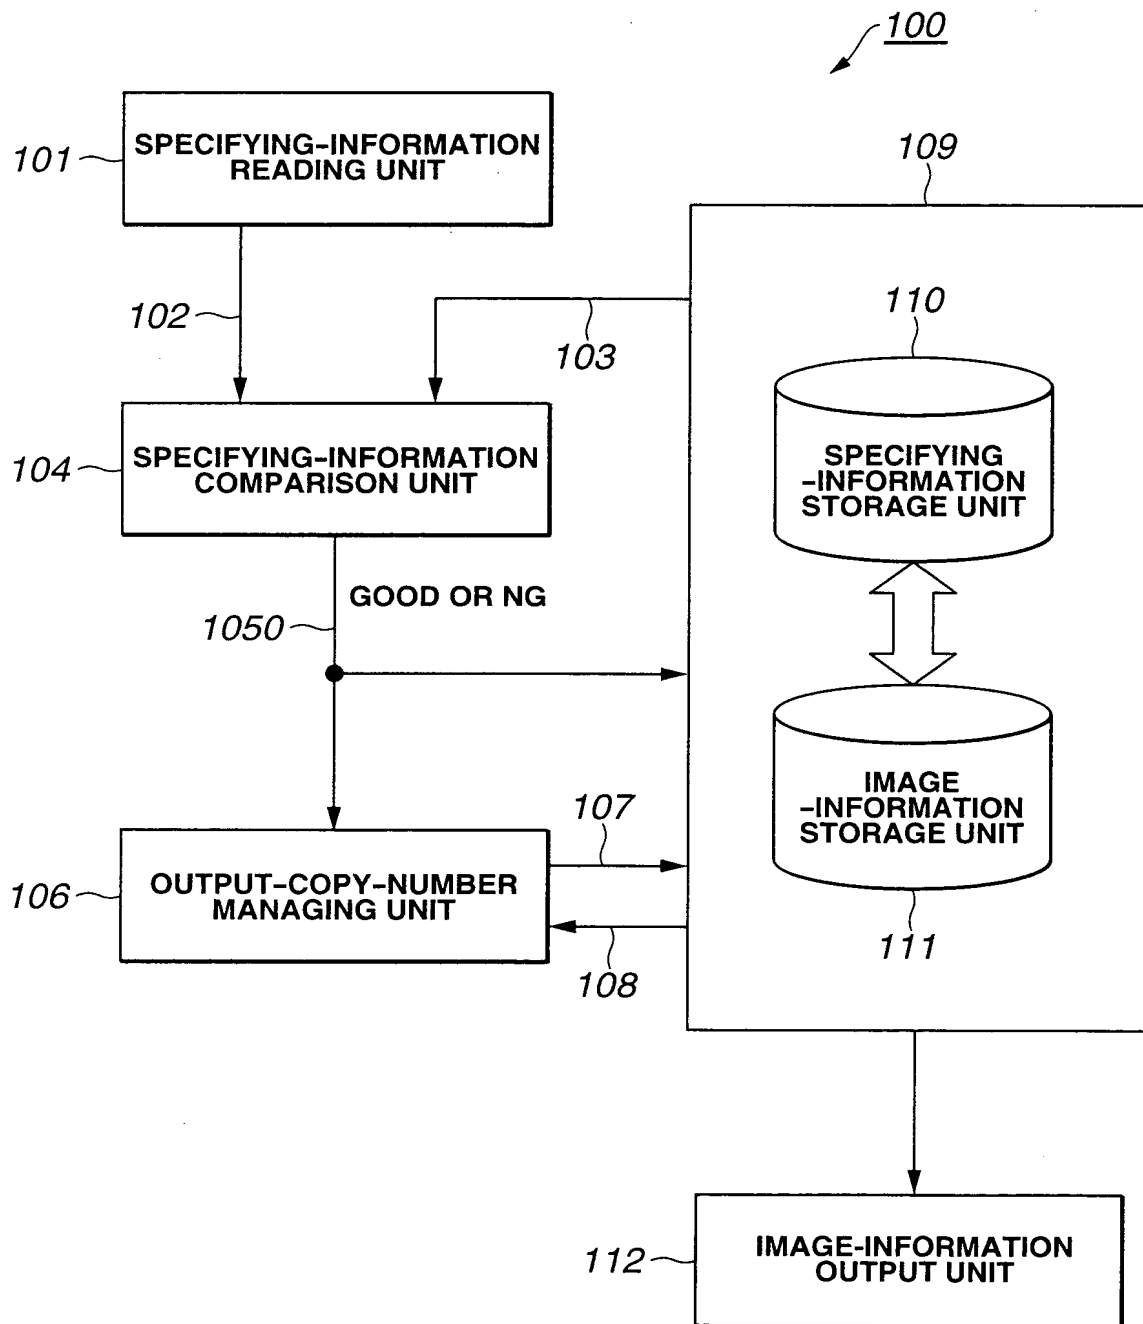 100
SPECIFYING-INFORMATION
READING UNIT
101
109
102
103
110
SPECIFYING-INFORMATION
COMPARISON UNIT
104
SPECIFYING
-INFORMATION
STORAGE UNIT
GOOD OR NG
1050
IMAGE
-INFORMATION
STORAGE UNIT
107
OUTPUT-COPY-NUMBER
MANAGING UNIT
106
108
111
IMAGE-INFORMATION
OUTPUT UNIT
112